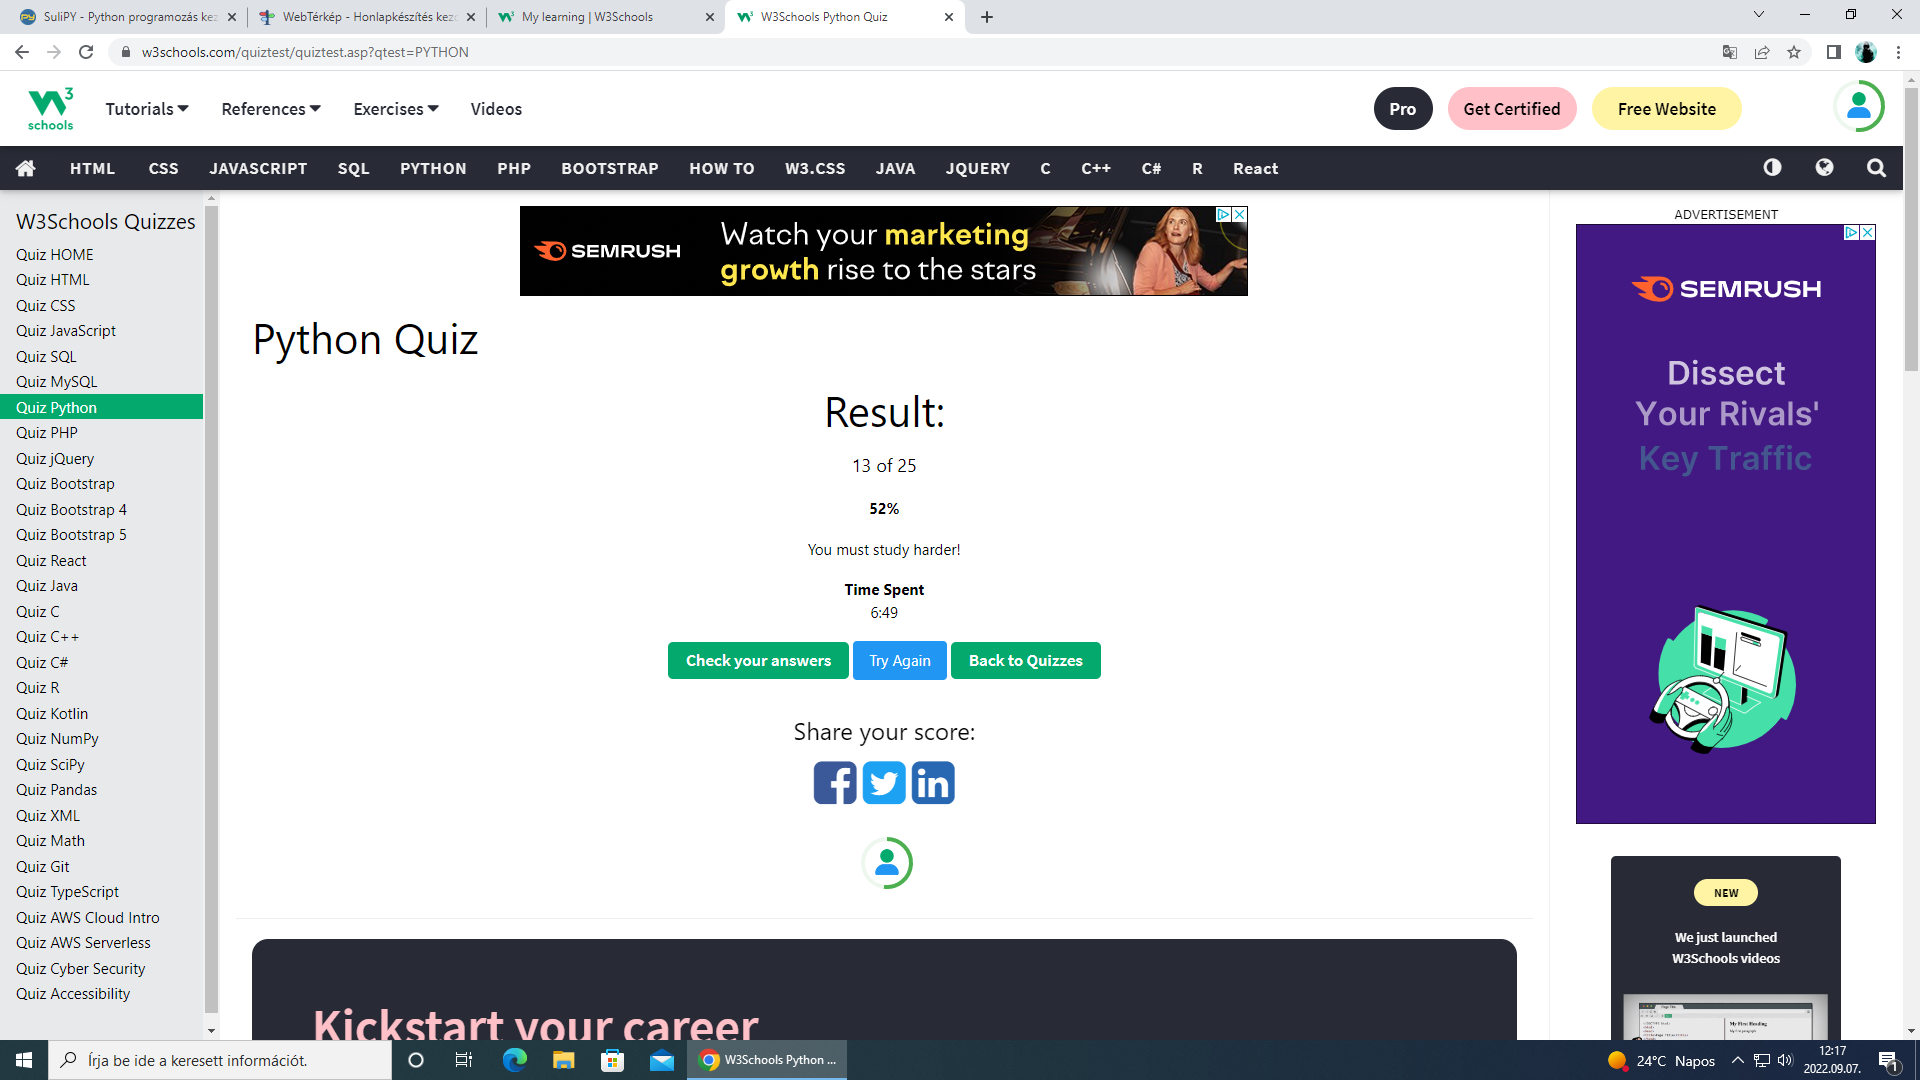 SuliPY - Python programozás kez
WebTérkép - Honlapkészítés kezd
My learning | W3Schools
W3Schools Python Quiz
w3schools.com/quiztest/quiztest.asp?qtest=PYTHON
3
schools
Tutorials
References
Exercises
Videos
Pro
Get Certified
Free Website
HTML
CSS
JAVASCRIPT
SQL
PYTHON
PHP
BOOTSTRAP
HOW TO
W3.CSS
JAVA
JQUERY
C
C++
C#
R
React
W3Schools Quizzes
Quiz HOME
Quiz HTML
Quiz CSS
Quiz JavaScript
Quiz SQL
Quiz MySQL
Quiz Python
Quiz PHP
Quiz jQuery
Quiz Bootstrap
Quiz Bootstrap 4
Quiz Bootstrap 5
Quiz React
Quiz Java
Quiz C
Quiz C++
Quiz C#
Quiz R
Quiz Kotlin
Quiz NumPy
Quiz SciPy
Quiz Pandas
Quiz XML
Quiz Math
Quiz Git
Quiz TypeScript
Quiz AWS Cloud Intro
Quiz AWS Serverless
Quiz Cyber Security
Quiz Accessibility
SEMRUSH
Watch your marketing
growth rise to the stars
Python Quiz
Result:
13 of 25
52%
You must study harder!
Time Spent
6:49
Check your answers
Try Again
Back to Quizzes
Share your score:
Kickstart your career
ADVERTISEMENT
SEMRUSH
Dissect
Your Rivals'
Key Traffic
NEW
We just launched
W3Schools videos
My First Heading
Írja be ide a keresett információt.
W3Schools Python ...
24°C Napos
12:17
2022.09.07.
1